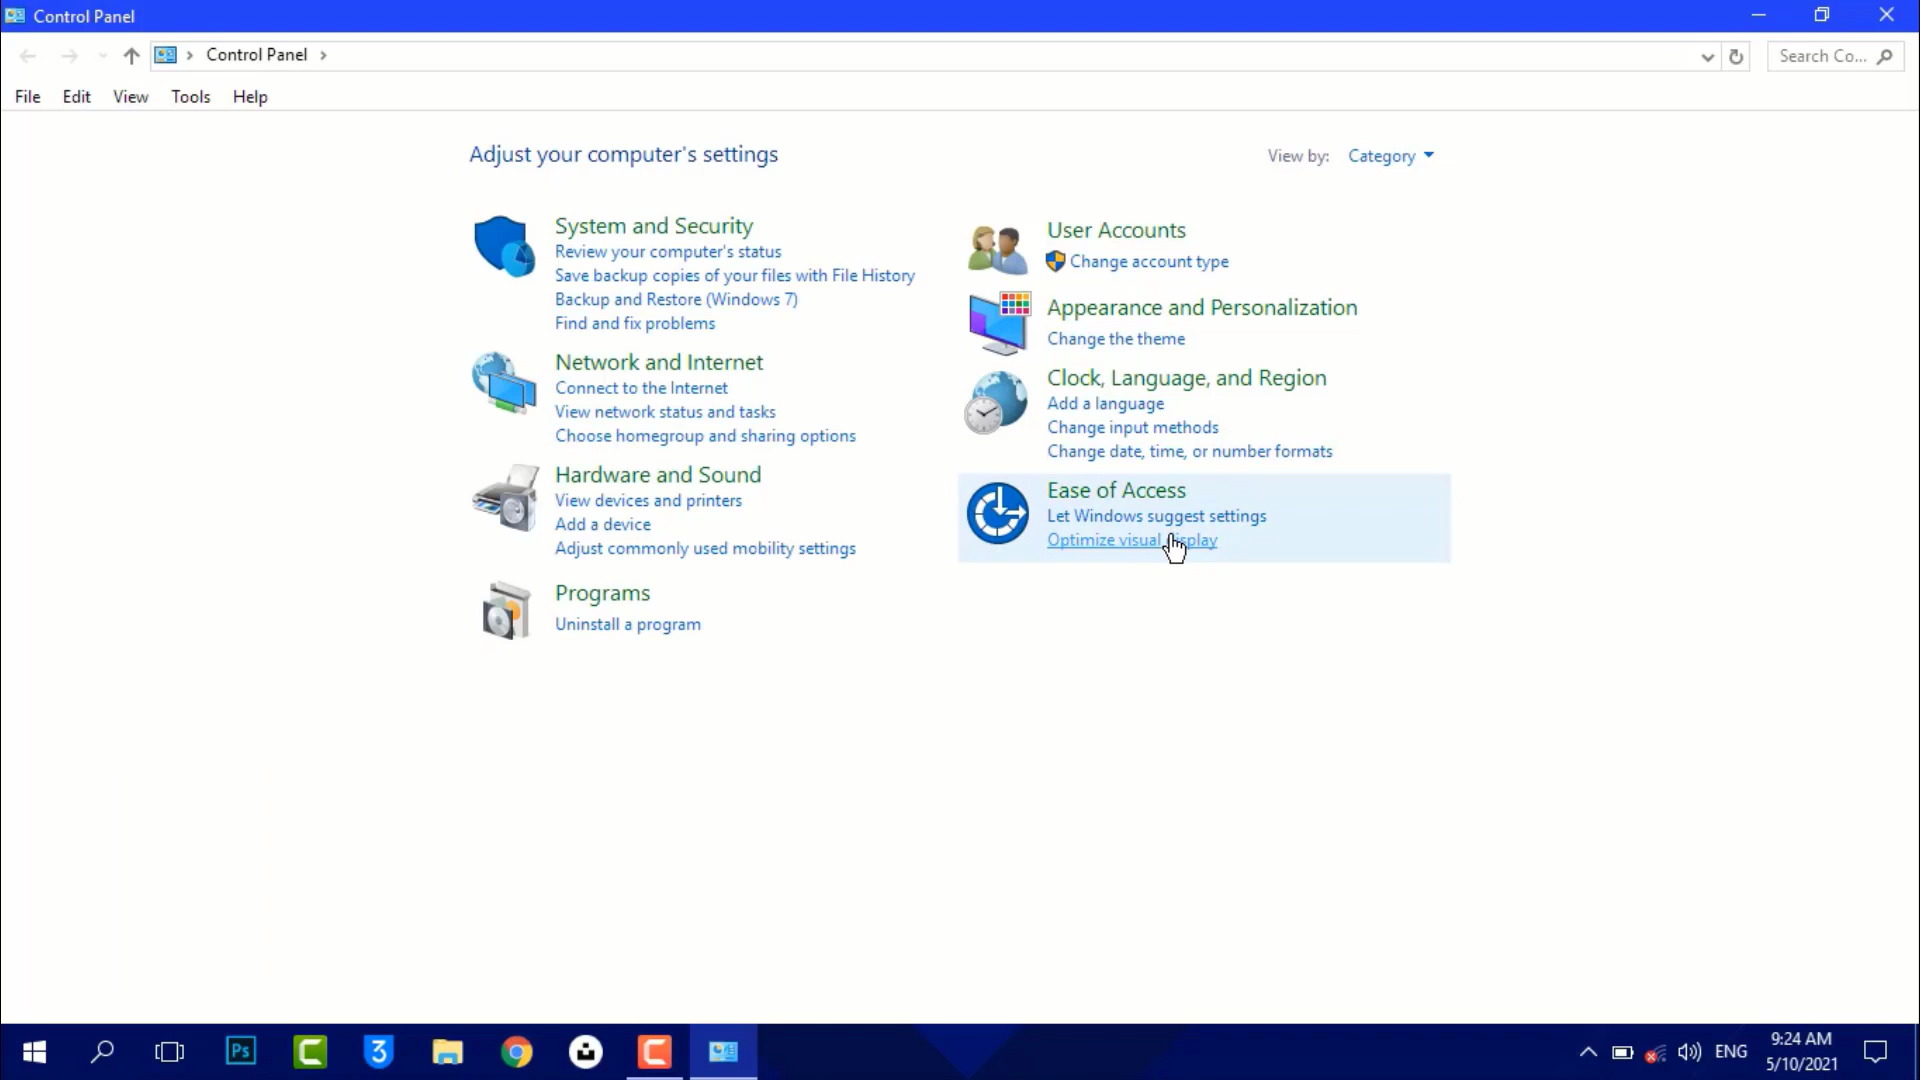 Control Panel
Control Panel
Search Co...
File Edit View Tools Help
Adjust your computer's settings
View by: Category
System and Security
Review your computer's status
Save backup copies of your files with File History
Backup and Restore (Windows 7)
Find and fix problems
Network and Internet
Connect to the Internet
View network status and tasks
Choose homegroup and sharing options
Hardware and Sound
View devices and printers
Add a device
Adjust commonly used mobility settings
Programs
Uninstall a program
User Accounts
Change account type
Appearance and Personalization
Change the theme
Clock, Language, and Region
Add a language
Change input methods
Change date, time, or number formats
Ease of Access
Let Windows suggest settings
Optimize visual display
Ps
3
ENG
9:24 AM
5/10/2021